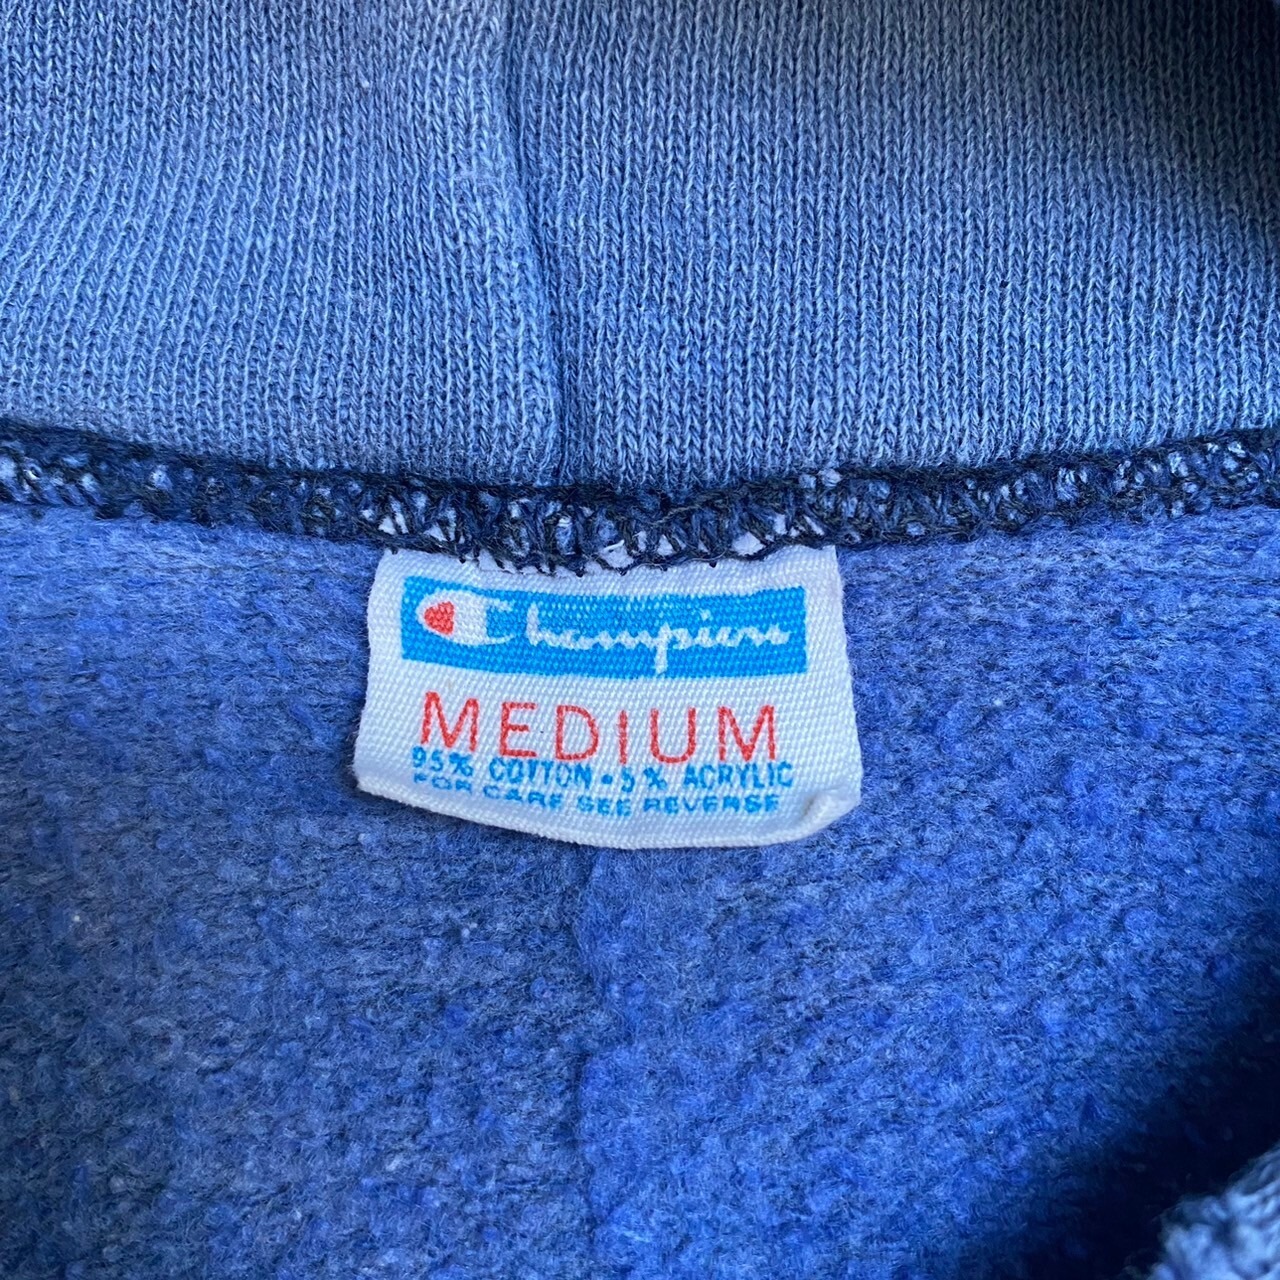 Champion
MEDIUM
95% COTTON • 5% ACRYLIC
FOR CARE SEE REVERSE